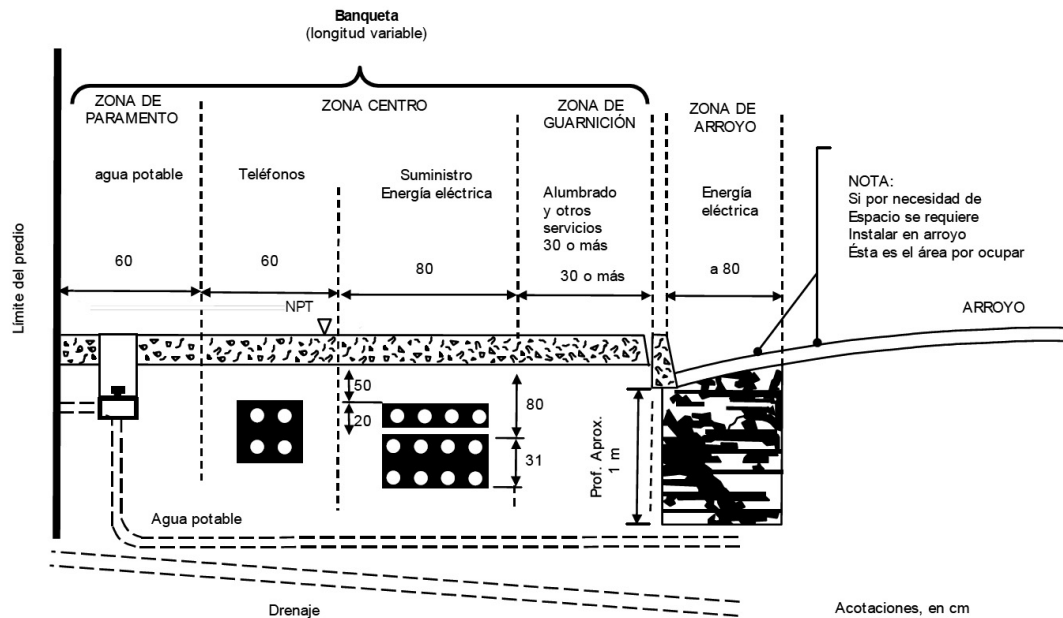 Banqueta
(longitud variable)
ZONA DE
PARAMENTO
ZONA CENTRO
ZONA DE
GUARNICIÓN
ZONA DE
ARROYO
agua potable
Teléfonos
Suministro
Energía eléctrica
Alumbrado
y otros
servicios
30 o más
Energía
eléctrica
NOTA:
Si por necesidad de
Espacio se requiere
Instalar en arroyo
Ésta es el área por ocupar
60
60
80
30 o más
a 80
Límite del predio
NPT
ARROYO
50
20
80
31
Prof. Aprox.
1 m
Agua potable
Drenaje
Acotaciones, en cm